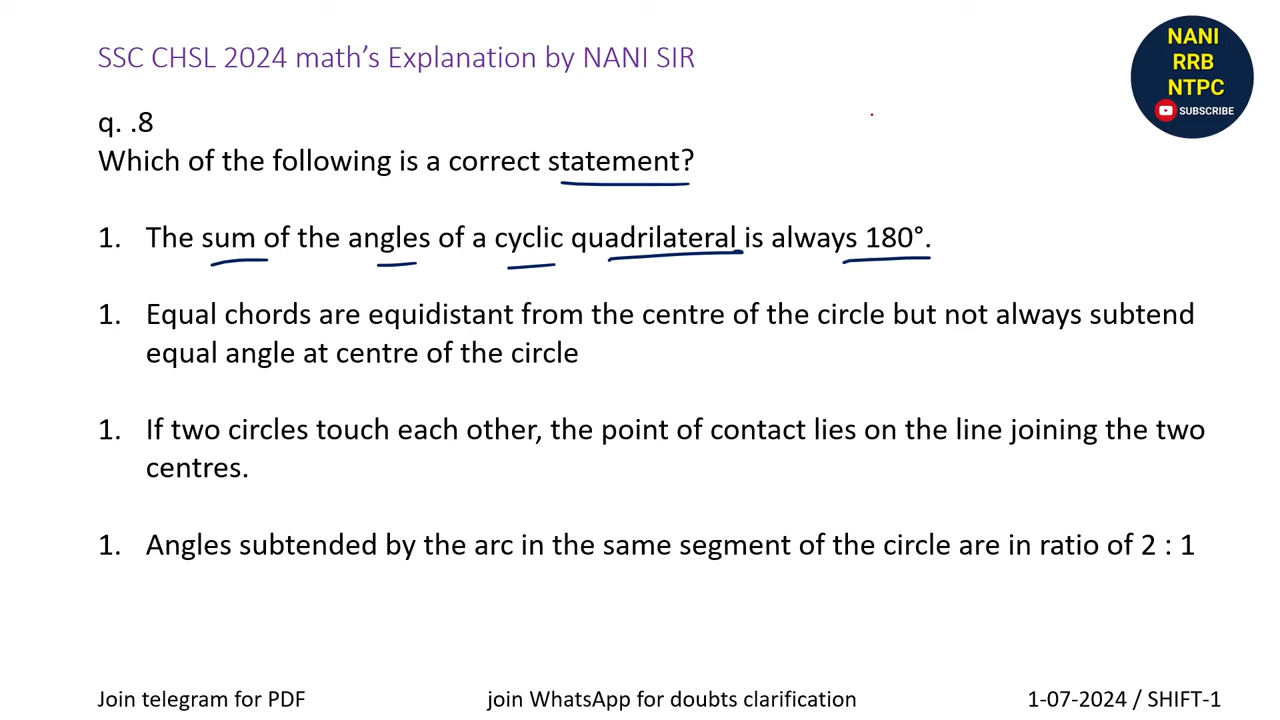 SSC CHSL 2024 math’s Explanation by NANI SIR
NANI
RRB
NTPC
SUBSCRIBE
q. .8
Which of the following is a correct statement?
1. The sum of the angles of a cyclic quadrilateral is always 180°.
1. Equal chords are equidistant from the centre of the circle but not always subtend
equal angle at centre of the circle
1. If two circles touch each other, the point of contact lies on the line joining the two
centres.
1. Angles subtended by the arc in the same segment of the circle are in ratio of 2 : 1
Join telegram for PDF
join WhatsApp for doubts clarification
1-07-2024 / SHIFT-1